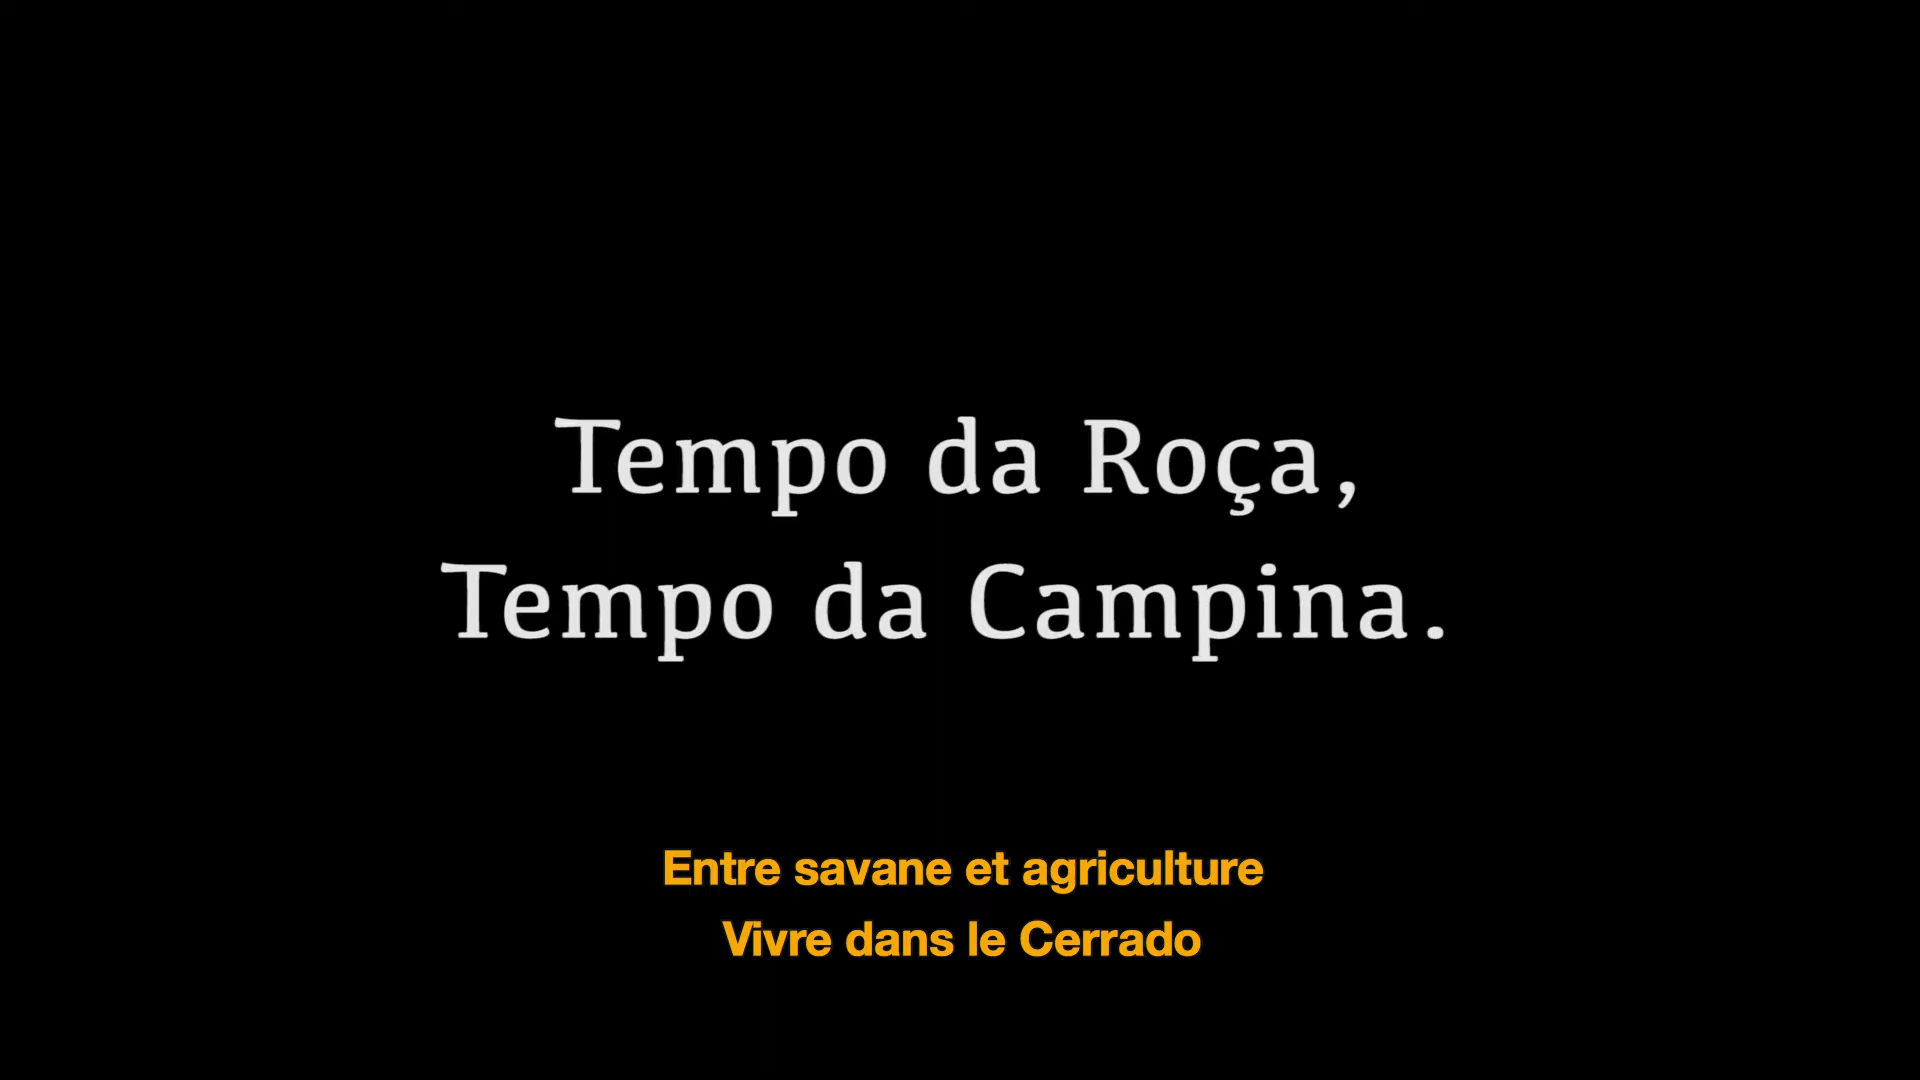 Tempo da Roça,
Tempo da Campina.
Entre savane et agriculture
Vivre dans le Cerrado